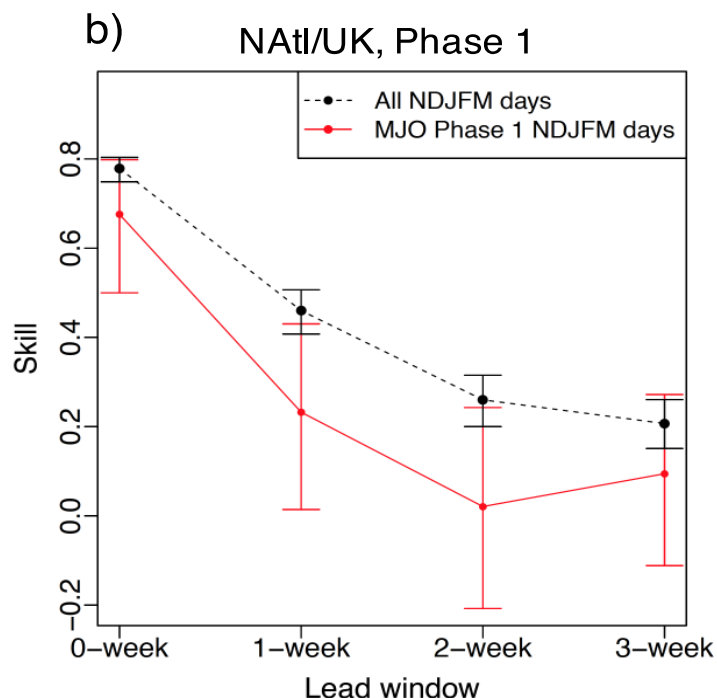 b)
NAtl/UK, Phase 1
All NDJFM days
MJO Phase 1 NDJFM days
Skill
0.8
0.6
0.4
0.2
0.0
−0.2
0−week 1−week 2−week 3−week
Lead window